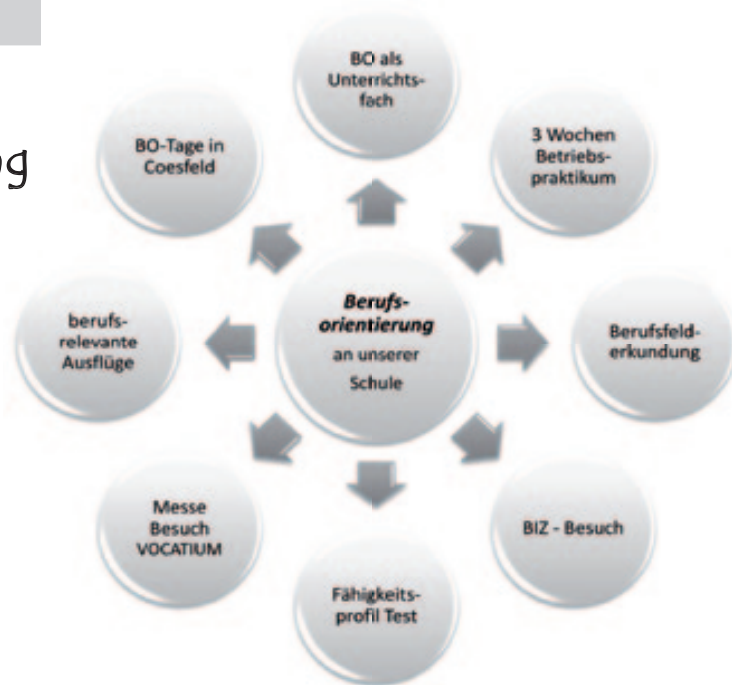 ng
BO als
Unterrichts-
fach
3 Wochen
Betriebs-
praktikum
Berufsfeld-
erkundung
BIZ - Besuch
Fähigkeits-
profil Test
Messe
Besuch
VOCATIUM
berufs-
relevante
Ausflüge
BO-Tage in
Coesfeld
Berufs-
orientierung
an unserer
Schule